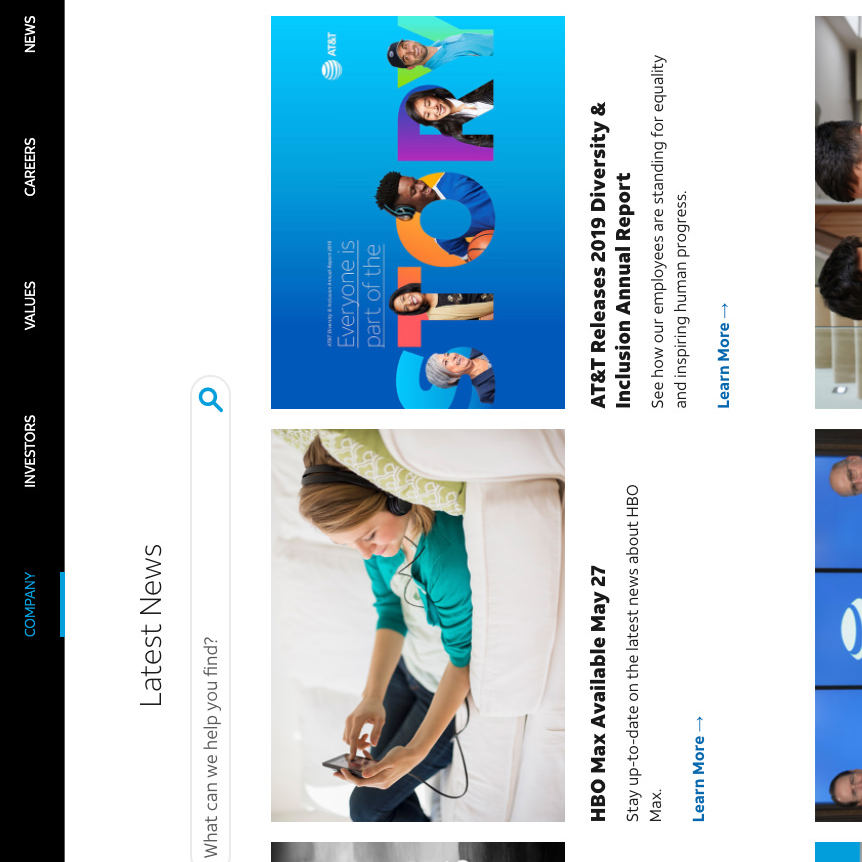 COMPANY
INVESTORS
VALUES
CAREERS
NEWS
Latest News
What can we help you find?
HBO Max Available May 27
Stay up-to-date on the latest news about HBO
Max.
Learn More →
AT&T
AT&T Diversity & Inclusion Annual Report 2019
Everyone is
part of the
STORY
AT&T Releases 2019 Diversity &
Inclusion Annual Report
See how our employees are standing for equality
and inspiring human progress.
Learn More →